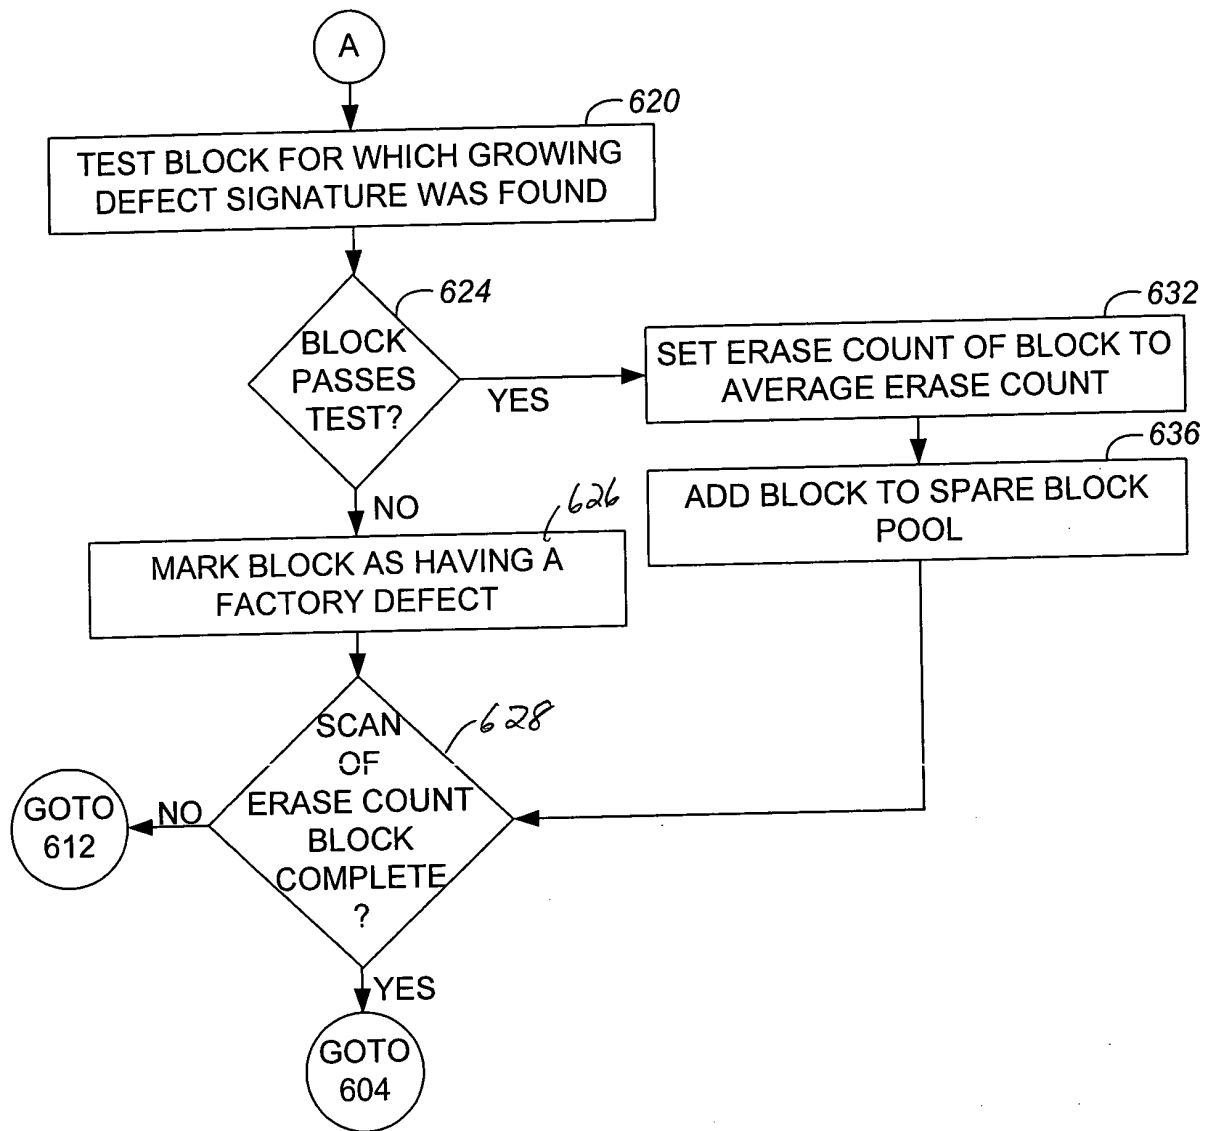 A
620
TEST BLOCK FOR WHICH GROWING
DEFECT SIGNATURE WAS FOUND
624
BLOCK
PASSES
TEST?
YES
632
SET ERASE COUNT OF BLOCK TO
AVERAGE ERASE COUNT
636
ADD BLOCK TO SPARE BLOCK
POOL
NO
626
MARK BLOCK AS HAVING A
FACTORY DEFECT
628
SCAN
OF
ERASE COUNT
BLOCK
COMPLETE
?
NO
GOTO
612
YES
GOTO
604